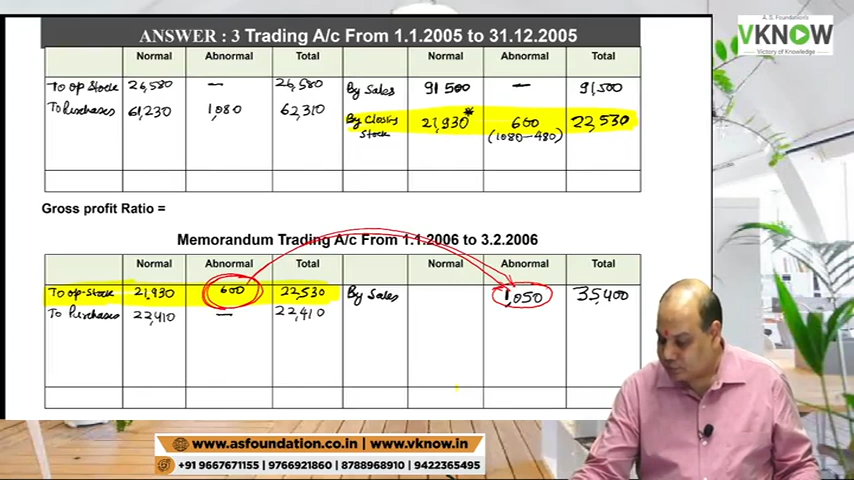 ANSWER : 3 Trading A/c From 1.1.2005 to 31.12.2005
A. S. Foundation's
VKNOW
Victory of Knowledge
Normal Abnormal Total Normal Abnormal Total
To op stock 26,580 — 26,580 By Sales 91500 — 91,500
To Purchases 61,230 1,080 62,310 By Closing Stock 21,930* 600 22,530
(1080-480)
Gross profit Ratio =
Memorandum Trading A/c From 1.1.2006 to 3.2.2006
Normal Abnormal Total Normal Abnormal Total
To op-stock 21,930 600 22,530 By Sales 1,050 35,400
To Purchases 22,410 — 22,410
www.asfoundation.co.in | www.vknow.in
+91 9667671155 | 9766921860 | 8788968910 | 9422365495